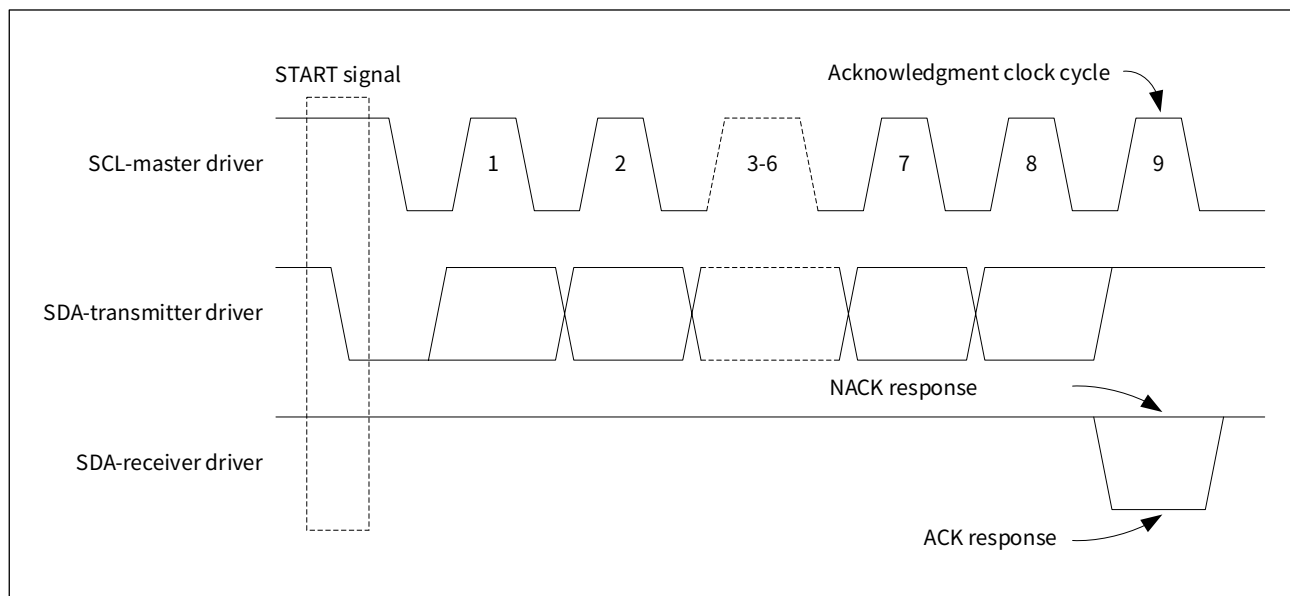 START signal
Acknowledgment clock cycle
SCL-master driver
1
2
3-6
7
8
9
SDA-transmitter driver
NACK response
SDA-receiver driver
ACK response